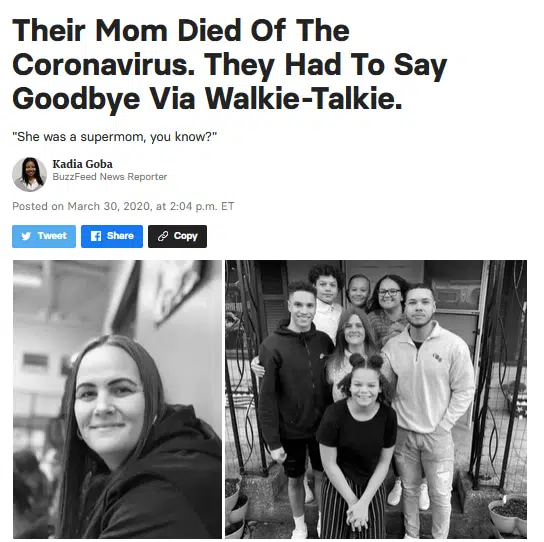 Their Mom Died Of The
Coronavirus. They Had To Say
Goodbye Via Walkie-Talkie.
"She was a supermom, you know?"
Kadia Goba
BuzzFeed News Reporter
Posted on March 30, 2020, at 2:04 p.m. ET
Tweet Share Copy